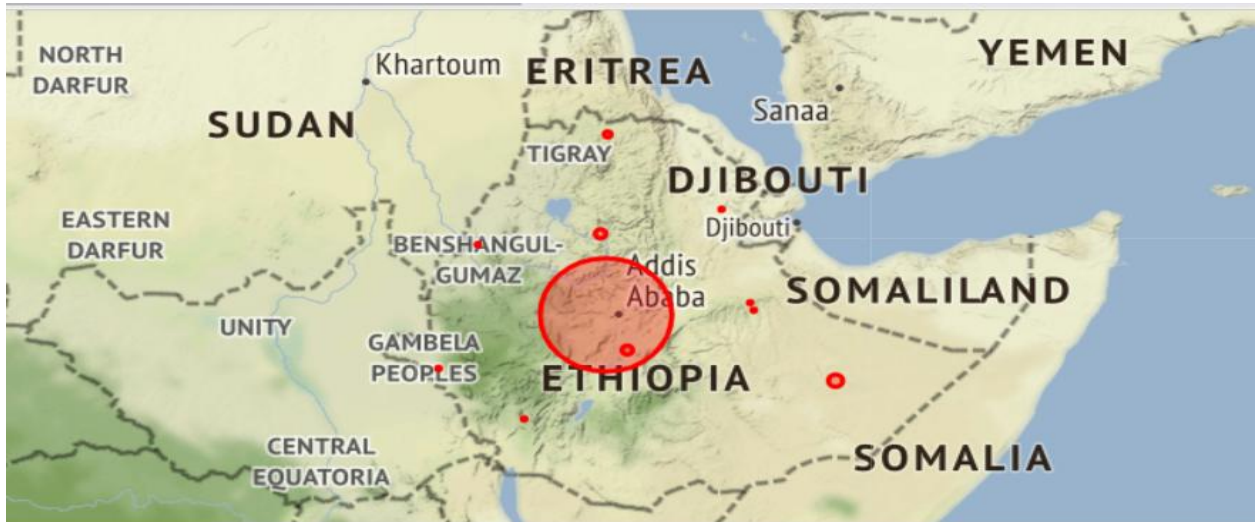 NORTH
DARFUR
Khartoum
ERITREA
YEMEN
Sanaa
SUDAN
TIGRAY
DJIBOUTI
EASTERN
DARFUR
Djibouti
BENSHANGUL-
GUMAZ
Addis
Ababa
SOMALILAND
UNITY
GAMBELA
PEOPLES
ETHIOPIA
CENTRAL
EQUATORIA
SOMALIA